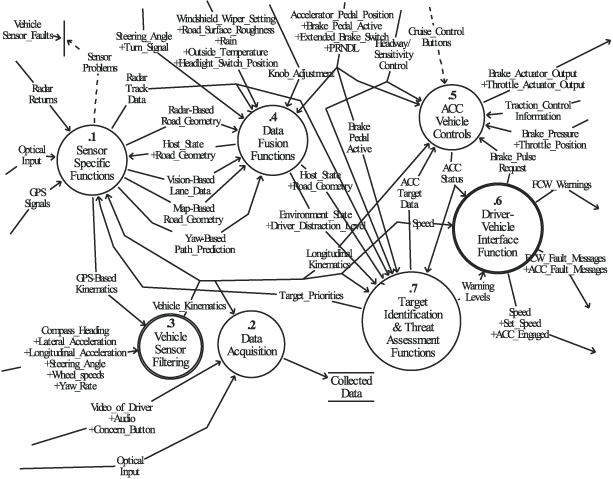 Vehicle
Sensor_Faults
Sensor
Problems
Steering_Angle
+Turn_Signal
Windshield_Wiper_Setting
+Road_Surface_Roughness
+Rain
+Outside_Temperature
+Headlight_Switch_Position
Accelerator_Pedal_Position
+Brake_Pedal_Active
+Extended_Brake_Switch
+PRNDL
Knob_Adjustment
Headway/
Sensitivity
Control
Cruise_Control
Buttons
Radar
Returns
Radar
Track
Data
Optical
Input
GPS
Signals
.1
Sensor
Specific
Functions
Radar-Based
Road_Geometry
Host_State
+Road_Geometry
Vision-Based
Lane_Data
Map-Based
Road_Geometry
Yaw-Based
Path_Prediction
.4
Data
Fusion
Functions
Brake
Pedal
Active
Host_State
+Road_Geometry
Environment_State
+Driver_Distraction_Level
ACC
Target
Data
.5
ACC
Vehicle
Controls
Brake_Actuator_Output
+Throttle_Actuator_Output
Traction_Control
Information
Brake_Pressure
+Throttle_Position
Brake_Pulse
Request
ACC
Status
FCW_Warnings
.6
Driver-
Vehicle
Interface
Function
Speed
FCW_Fault_Messages
+ACC_Fault_Messages
Warning
Levels
Speed
+Set_Speed
+ACC_Engaged
Longitudinal
Kinematics
Target_Priorities
.7
Target
Identification
& Threat
Assessment
Functions
GPS-Based
Kinematics
Vehicle_Kinematics
.3
Vehicle
Sensor
Filtering
.2
Data
Acquisition
Compass_Heading
+Lateral_Acceleration
+Longitudinal_Acceleration
+Steering_Angle
+Wheel_speeds
+Yaw_Rate
Collected
Data
Video_of_Driver
+Audio
+Concern_Button
Optical
Input